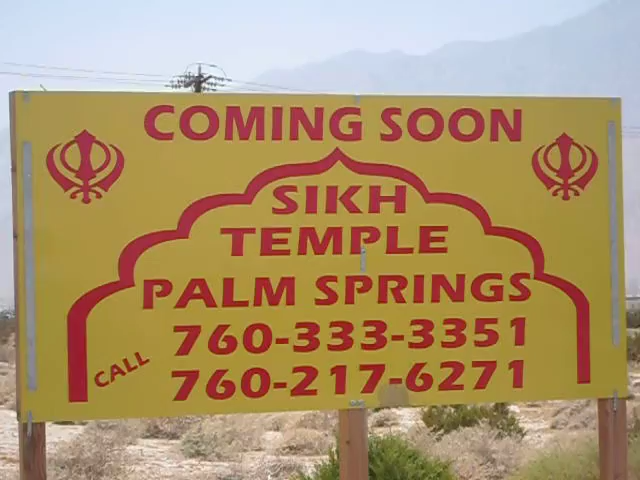 COMING SOON
SIKH
TEMPLE
PALM SPRINGS
760-333-3351
CALL 760-217-6271